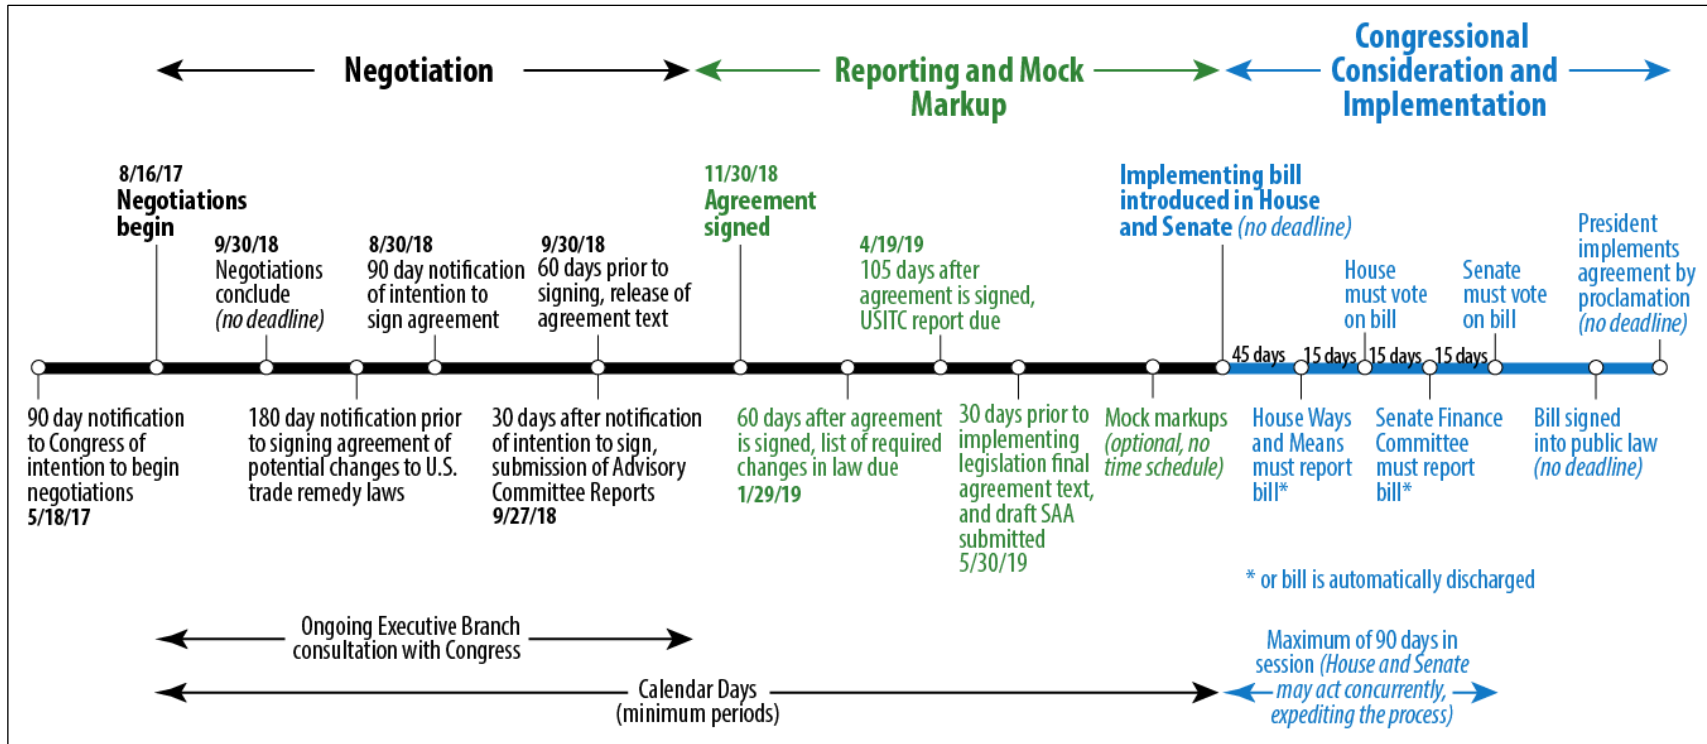 Negotiation
Reporting and Mock
Markup
Congressional
Consideration and
Implementation
8/16/17
Negotiations
begin
9/30/18
Negotiations
conclude
(no deadline)
8/30/18
90 day notification
of intention to
sign agreement
9/30/18
60 days prior to
signing, release of
agreement text
11/30/18
Agreement
signed
4/19/19
105 days after
agreement is signed,
USITC report due
Implementing bill
introduced in House
and Senate (no deadline)
House
must vote
on bill
Senate
must vote
on bill
President
implements
agreement by
proclamation
(no deadline)
45 days
15 days
15 days
15 days
90 day notification
to Congress of
intention to begin
negotiations
5/18/17
180 day notification prior
to signing agreement of
potential changes to U.S.
trade remedy laws
30 days after notification
of intention to sign,
submission of Advisory
Committee Reports
9/27/18
60 days after agreement
is signed, list of required
changes in law due
1/29/19
30 days prior to
implementing
legislation final
agreement text,
and draft SAA
submitted
5/30/19
Mock markups
(optional, no
time schedule)
House Ways
and Means
must report
bill*
Senate Finance
Committee
must report
bill*
Bill signed
into public law
(no deadline)
* or bill is automatically discharged
Ongoing Executive Branch
consultation with Congress
Calendar Days
(minimum periods)
Maximum of 90 days in
session (House and Senate
may act concurrently,
expediting the process)